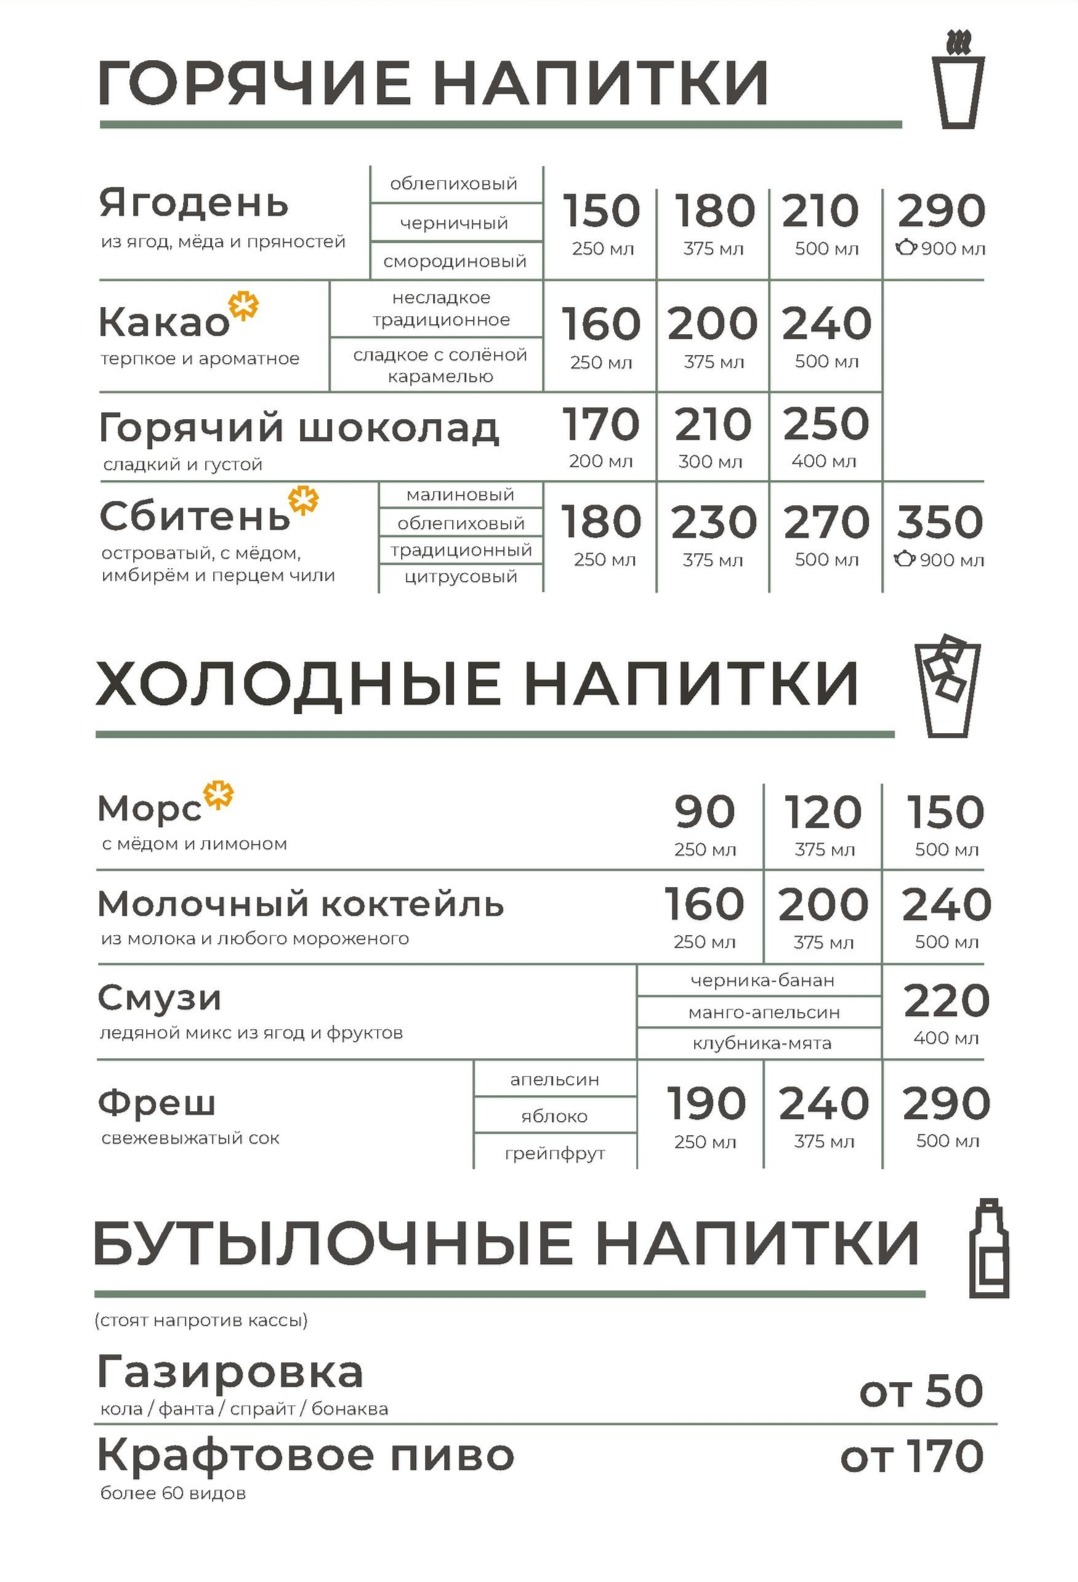 ГОРЯЧИЕ НАПИТКИ
Ягодень
из ягод, мёда и пряностей
облепиховый
черничный
смородиновый
150 180 210 290
250 мл 375 мл 500 мл 900 мл
Какао
терпкое и ароматное
несладкое
традиционное
сладкое с солёной
карамелью
160 200 240
250 мл 375 мл 500 мл
Горячий шоколад
сладкий и густой
170 210 250
200 мл 300 мл 400 мл
Сбитень
островатый, с мёдом,
имбирём и перцем чили
малиновый
облепиховый
традиционный
цитрусовый
180 230 270 350
250 мл 375 мл 500 мл 900 мл
ХОЛОДНЫЕ НАПИТКИ
Морс
с мёдом и лимоном
90 120 150
250 мл 375 мл 500 мл
Молочный коктейль
из молока и любого мороженого
160 200 240
250 мл 375 мл 500 мл
Смузи
ледяной микс из ягод и фруктов
черника-банан
манго-апельсин
клубника-мята
220
400 мл
Фреш
свежевыжатый сок
апельсин
яблоко
грейпфрут
190 240 290
250 мл 375 мл 500 мл
БУТЫЛОЧНЫЕ НАПИТКИ
(стоят напротив кассы)
Газировка
кола / фанта / спрайт / бонаква
от 50
Крафтовое пиво
более 60 видов
от 170